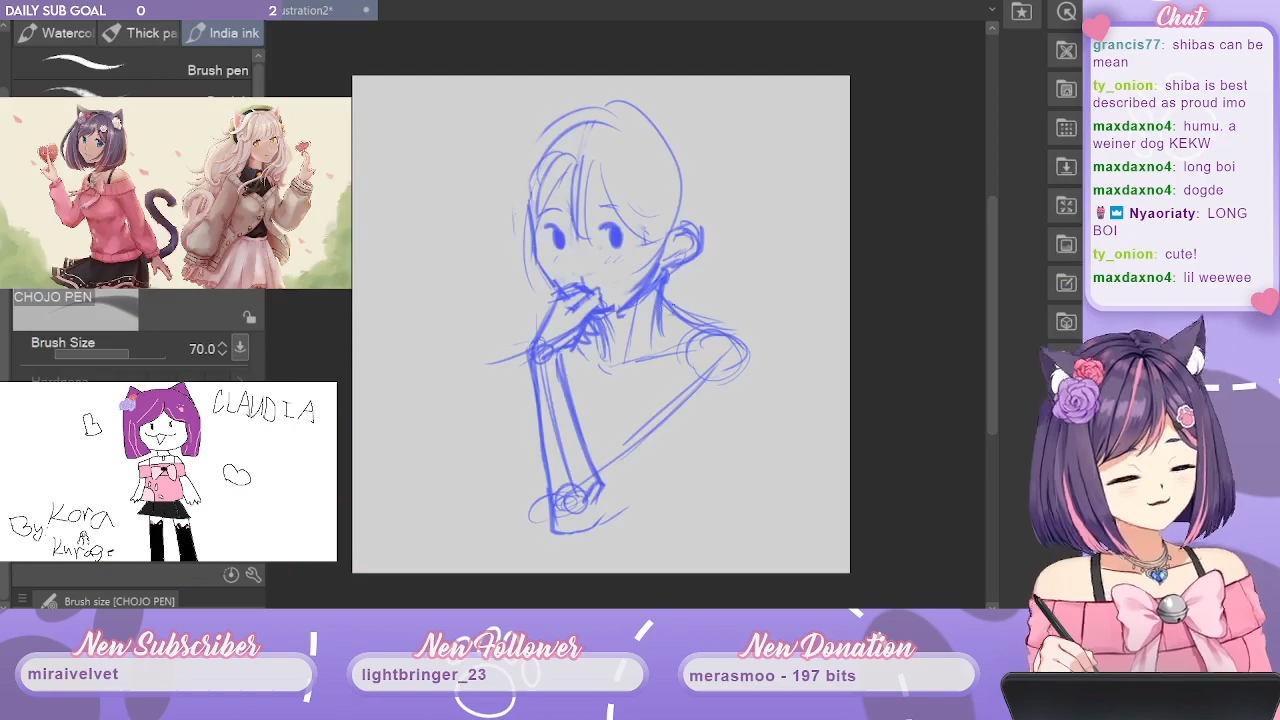 DAILY SUB GOAL 0 2
ustration2*
Waterco
Thick pa
India ink
Brush pen
CHOJO PEN
Brush Size
70.0
Hardness
CLAUDIA
By Kora
Kurage
Brush size [CHOJO PEN]
Chat
grancis77: shibas can be
mean
ty_onion: shiba is best
described as proud imo
maxdaxno4: humu. a
weiner dog KEKW
maxdaxno4: long boi
maxdaxno4: dogde
Nyaoriaty: LONG
BOI
ty_onion: cute!
maxdaxno4: lil weewee
New Subscriber
miraivelvet
New Follower
lightbringer_23
New Donation
merasmoo - 197 bits